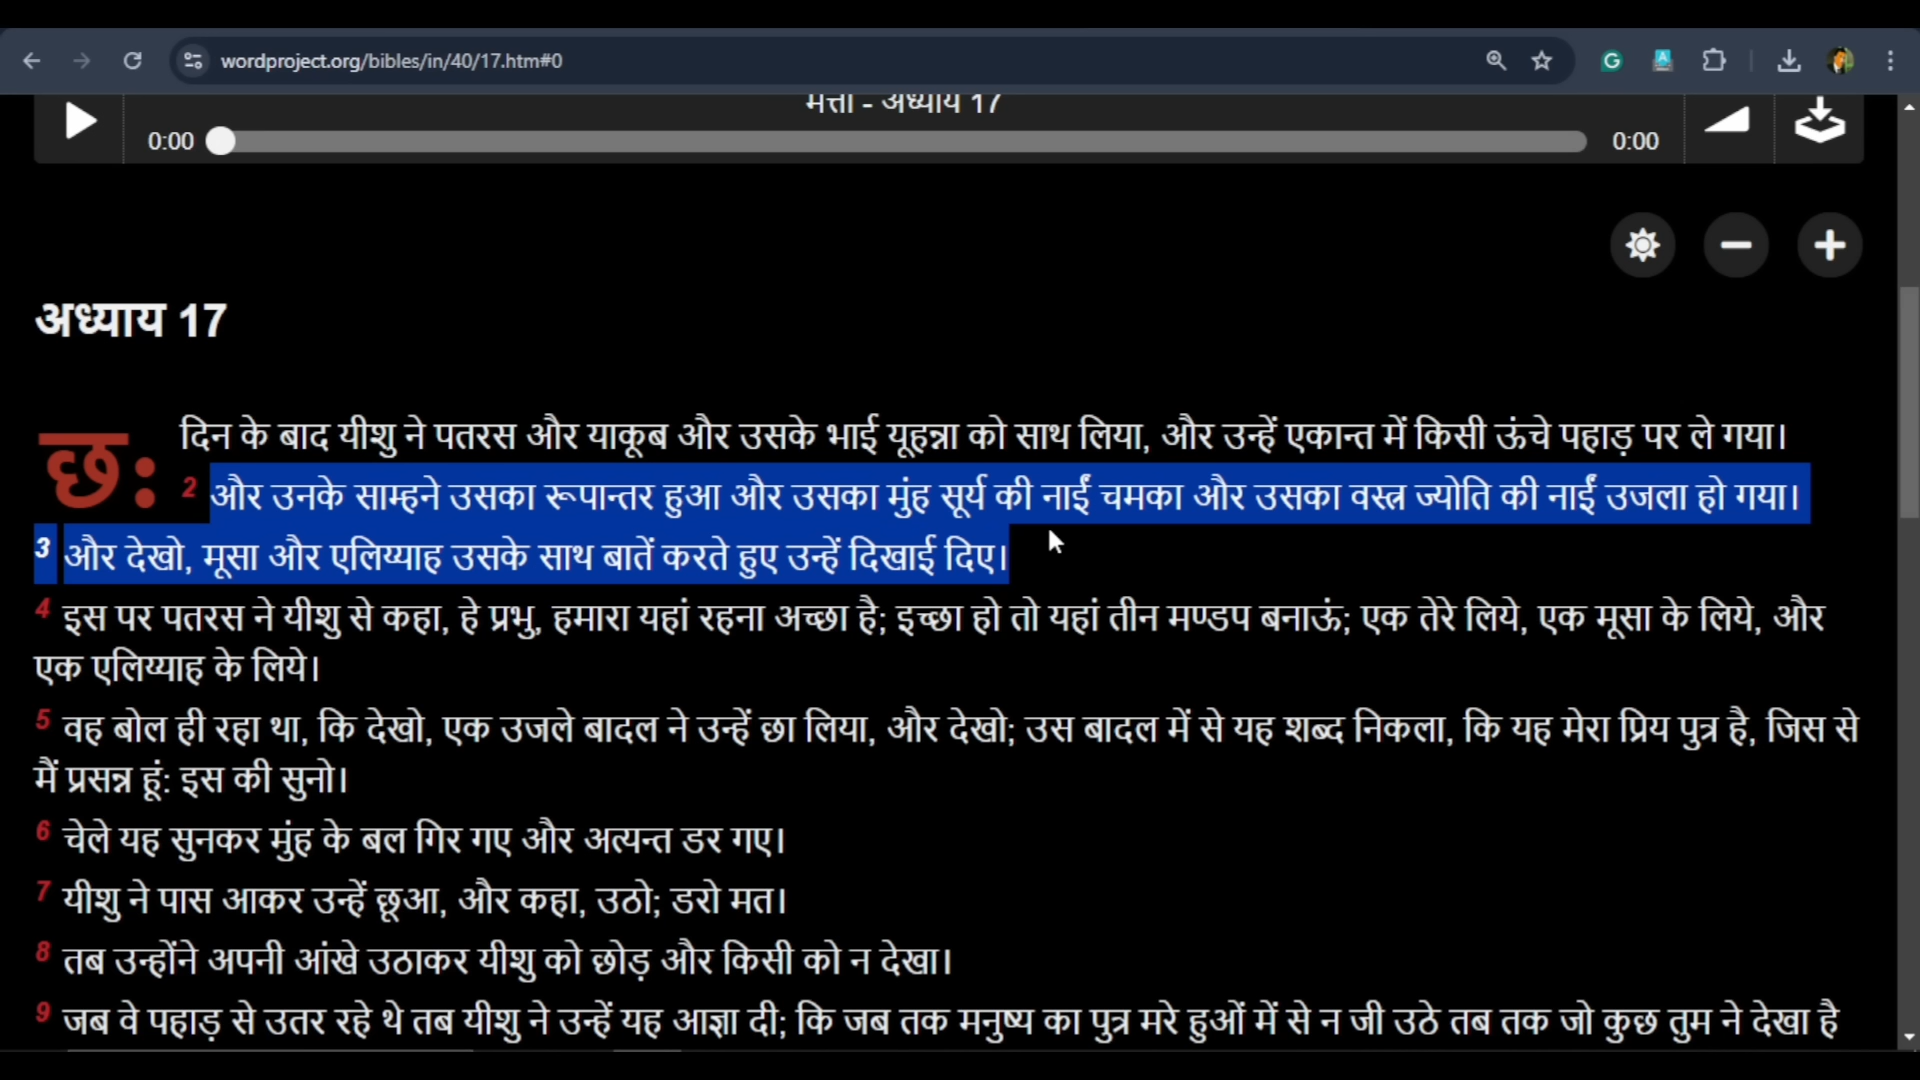 wordproject.org/bibles/in/40/17.htm#0
मत्ती - अध्याय 17
0:00
0:00
अध्याय 17
छः दिन के बाद यीशु ने पतरस और याकूब और उसके भाई यूहन्ना को साथ लिया, और उन्हें एकान्त में किसी ऊंचे पहाड़ पर ले गया।
2 और उनके साम्हने उसका रूपान्तर हुआ और उसका मुंह सूर्य की नाईं चमका और उसका वस्त्र ज्योति की नाईं उजला हो गया।
3 और देखो, मूसा और एलिय्याह उसके साथ बातें करते हुए उन्हें दिखाई दिए।
4 इस पर पतरस ने यीशु से कहा, हे प्रभु, हमारा यहां रहना अच्छा है; इच्छा हो तो यहां तीन मण्डप बनाऊं; एक तेरे लिये, एक मूसा के लिये, और
एक एलिय्याह के लिये।
5 वह बोल ही रहा था, कि देखो, एक उजले बादल ने उन्हें छा लिया, और देखो; उस बादल में से यह शब्द निकला, कि यह मेरा प्रिय पुत्र है, जिस से
मैं प्रसन्न हूं: इस की सुनो।
6 चेले यह सुनकर मुंह के बल गिर गए और अत्यन्त डर गए।
7 यीशु ने पास आकर उन्हें छूआ, और कहा, उठो; डरो मत।
8 तब उन्होंने अपनी आंखे उठाकर यीशु को छोड़ और किसी को न देखा।
9 जब वे पहाड़ से उतर रहे थे तब यीशु ने उन्हें यह आज्ञा दी; कि जब तक मनुष्य का पुत्र मरे हुओं में से न जी उठे तब तक जो कुछ तुम ने देखा है